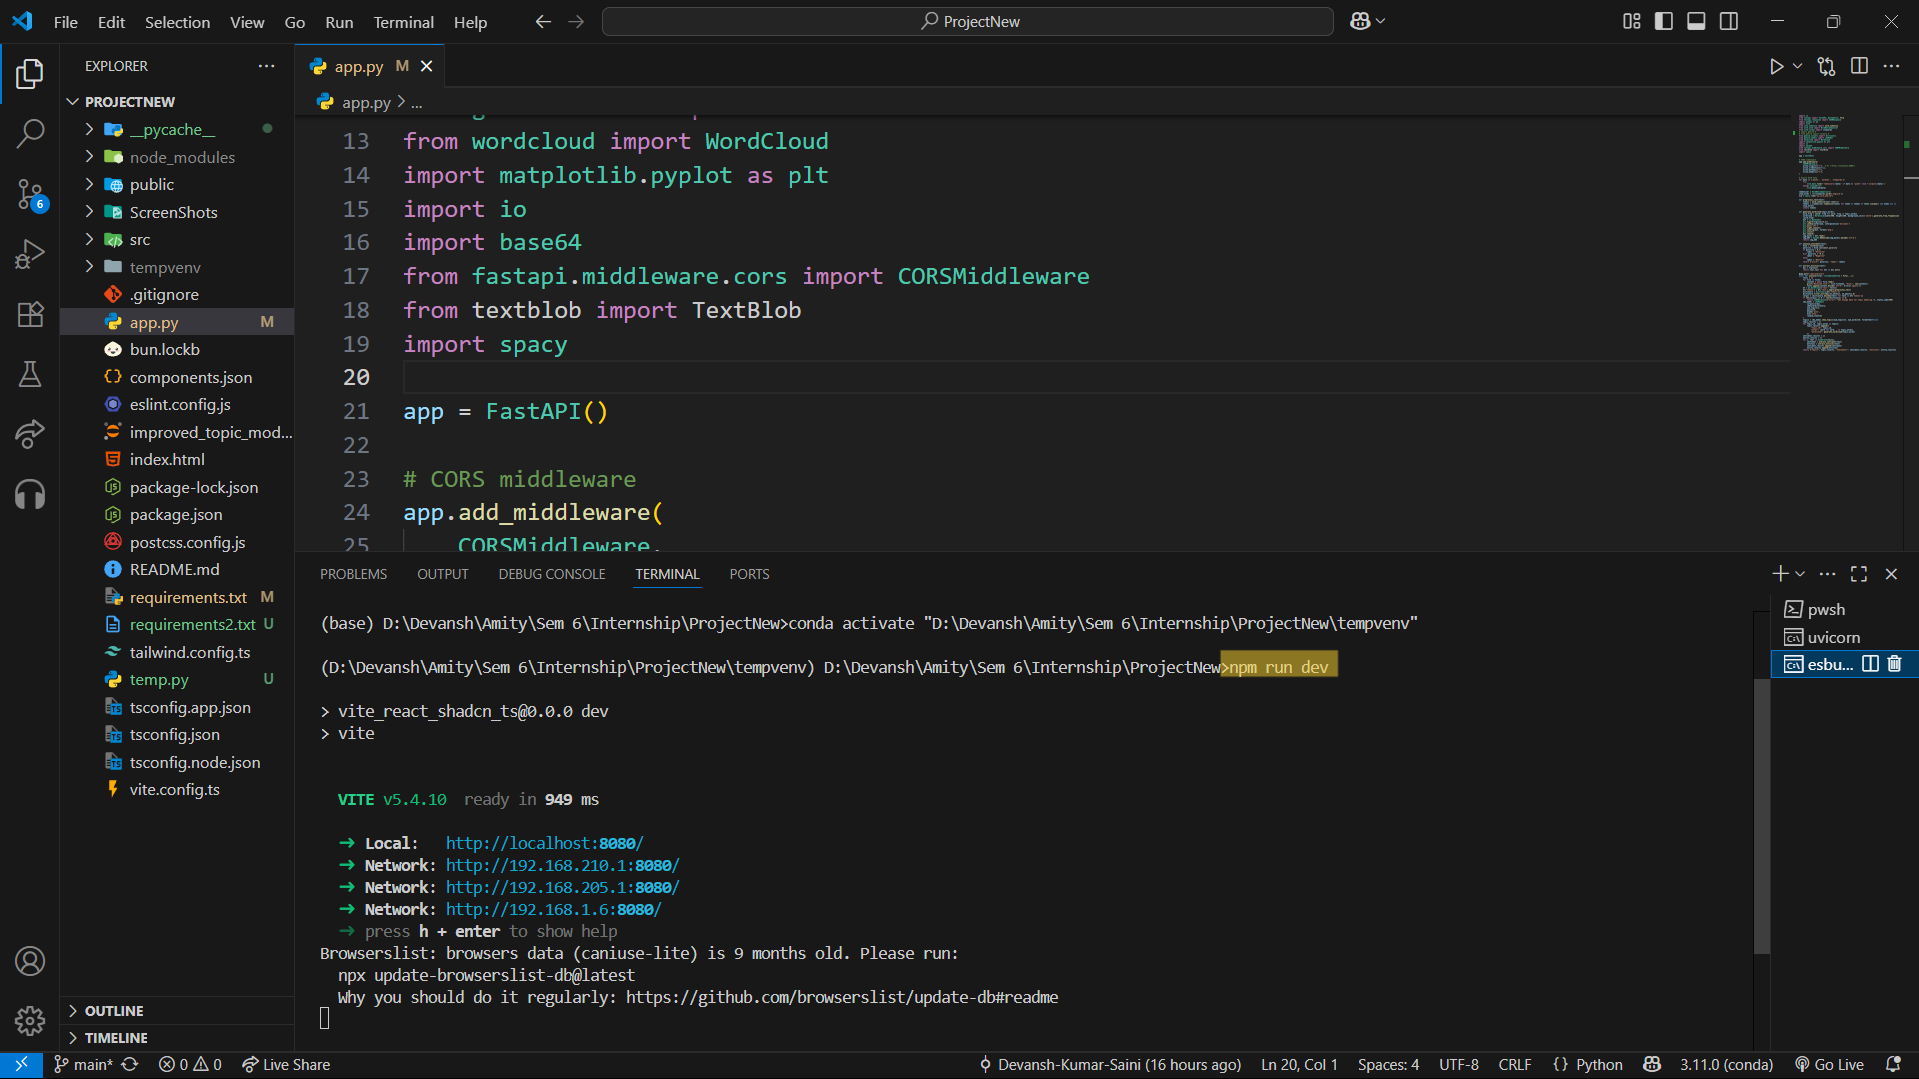 File Edit Selection View Go Run Terminal Help
ProjectNew
EXPLORER
PROJECTNEW
__pycache__
node_modules
public
ScreenShots
src
tempvenv
.gitignore
app.py M
bun.lockb
components.json
eslint.config.js
improved_topic_mod...
index.html
package-lock.json
package.json
postcss.config.js
README.md
requirements.txt M
requirements2.txt U
tailwind.config.ts
temp.py U
tsconfig.app.json
tsconfig.json
tsconfig.node.json
vite.config.ts
OUTLINE
TIMELINE
6
app.py M
app.py > ...
13 from wordcloud import WordCloud
14 import matplotlib.pyplot as plt
15 import io
16 import base64
17 from fastapi.middleware.cors import CORSMiddleware
18 from textblob import TextBlob
19 import spacy
20
21 app = FastAPI()
22
23 # CORS middleware
24 app.add_middleware(
25 CORSMiddleware,
PROBLEMS OUTPUT DEBUG CONSOLE TERMINAL PORTS
(base) D:\Devansh\Amity\Sem 6\Internship\ProjectNew>conda activate "D:\Devansh\Amity\Sem 6\Internship\ProjectNew\tempvenv"
(D:\Devansh\Amity\Sem 6\Internship\ProjectNew\tempvenv) D:\Devansh\Amity\Sem 6\Internship\ProjectNew>npm run dev
> vite_react_shadcn_ts@0.0.0 dev
> vite
VITE v5.4.10 ready in 949 ms
➜ Local: http://localhost:8080/
➜ Network: http://192.168.210.1:8080/
➜ Network: http://192.168.205.1:8080/
➜ Network: http://192.168.1.6:8080/
➜ press h + enter to show help
Browserslist: browsers data (caniuse-lite) is 9 months old. Please run:
npx update-browserslist-db@latest
Why you should do it regularly: https://github.com/browserslist/update-db#readme
pwsh
uvicorn
esbu...
main* 0 0 Live Share Devansh-Kumar-Saini (16 hours ago) Ln 20, Col 1 Spaces: 4 UTF-8 CRLF {} Python 3.11.0 (conda) Go Live